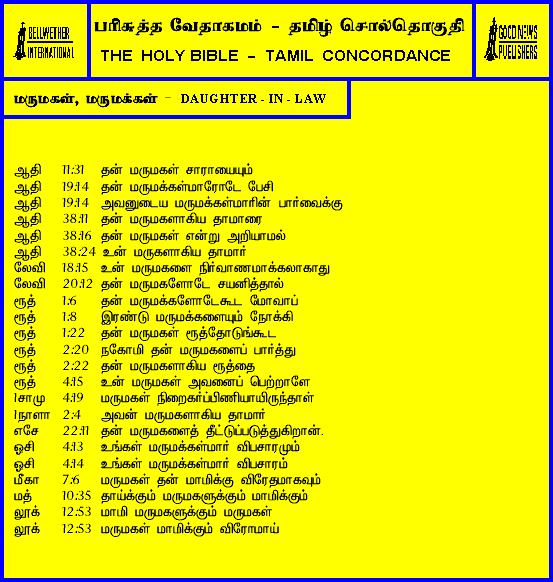 BELLWETHER
INTERNATIONAL
பரிசுத்த வேதாகமம் - தமிழ் சொல்தொகுதி
THE HOLY BIBLE - TAMIL CONCORDANCE
GOOD NEWS
PUBLISHERS
மருமகள், மருமக்கள் - DAUGHTER - IN - LAW
ஆதி 11:31 தன் மருமகள் சாராயையும்
ஆதி 19:14 தன் மருமக்கள்மாரோடே பேசி
ஆதி 19:14 அவனுடைய மருமக்கள்மாரின் பார்வைக்கு
ஆதி 38:11 தன் மருமகளாகிய தாமாரை
ஆதி 38:16 தன் மருமகள் என்று அறியாமல்
ஆதி 38:24 உன் மருகளாகிய தாமார்
லேவி 18:15 உன் மருமகளை நிர்வாணமாக்கலாகாது
லேவி 20:12 தன் மருமகளோடே சயனித்தால்
ரூத் 1:6 தன் மருமக்களோடேகூட மோவாப்
ரூத் 1:8 இரண்டு மருமக்களையும் நோக்கி
ரூத் 1:22 தன் மருமகள் ரூத்தோடுங்கூட
ரூத் 2:20 நகோமி தன் மருமகளைப் பார்த்து
ரூத் 2:22 தன் மருமகளாகிய ரூத்தை
ரூத் 4:15 உன் மருமகள் அவனைப் பெற்றாளே
1சாமு 4:19 மருமகள் நிறைகர்ப்பிணியாயிருந்தாள்
1நாளா 2:4 அவன் மருமகளாகிய தாமார்
எசே 22:11 தன் மருமகளைத் தீட்டுப்படுத்துகிறான்.
ஓசி 4:13 உங்கள் மருமக்கள்மார் விபசாரமும்
ஓசி 4:14 உங்கள் மருமக்கள்மார் விபசாரம்
மீகா 7:6 மருமகள் தன் மாமிக்கு விரேதமாகவும்
மத் 10:35 தாய்க்கும் மருமகளுக்கும் மாமிக்கும்
லூக் 12:53 மாமி மருமகளுக்கும் மருமகள்
லூக் 12:53 மருமகள் மாமிக்கும் விரோமாய்